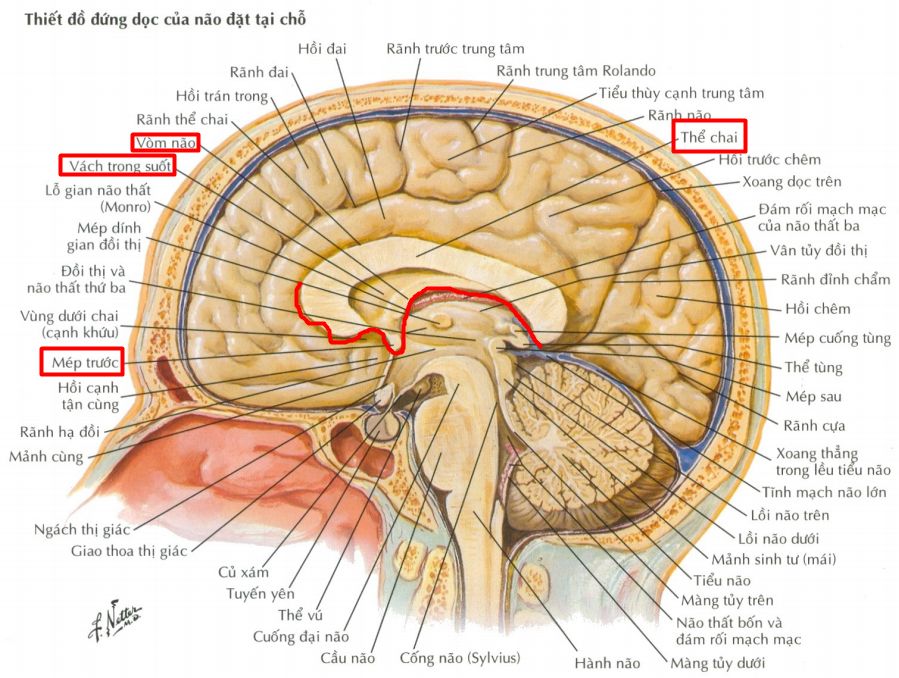 Thiết đồ đứng dọc của não đặt tại chỗ
Hồi đai
Rãnh trước trung tâm
Rãnh đai
Rãnh trung tâm Rolando
Hồi trán trong
Tiểu thùy cạnh trung tâm
Rãnh thể chai
Rãnh não
Vòm não
Thể chai
Vách trong suốt
Hồi trước chêm
Lỗ gian não thất
(Monro)
Xoang dọc trên
Mép dính
gian đồi thị
Đám rối mạch mạc
của não thất ba
Vân tủy đồi thị
Đồi thị và
não thất thứ ba
Rãnh đỉnh chẩm
Vùng dưới chai
(cạnh khứu)
Hồi chêm
Mép cuống tùng
Mép trước
Thể tùng
Hồi cạnh
tận cùng
Mép sau
Rãnh hạ đồi
Rãnh cựa
Mảnh cùng
Xoang thẳng
trong lều tiểu não
Tĩnh mạch não lớn
Lồi não trên
Ngách thị giác
Lồi não dưới
Giao thoa thị giác
Mảnh sinh tư (mái)
Củ xám
Tiểu não
Tuyến yên
Màng tủy trên
Thể vú
Não thất bốn và
đám rối mạch mạc
Cuống đại não
Cầu não
Cống não (Sylvius)
Hành não
Màng tủy dưới
F. Netter
M.D.